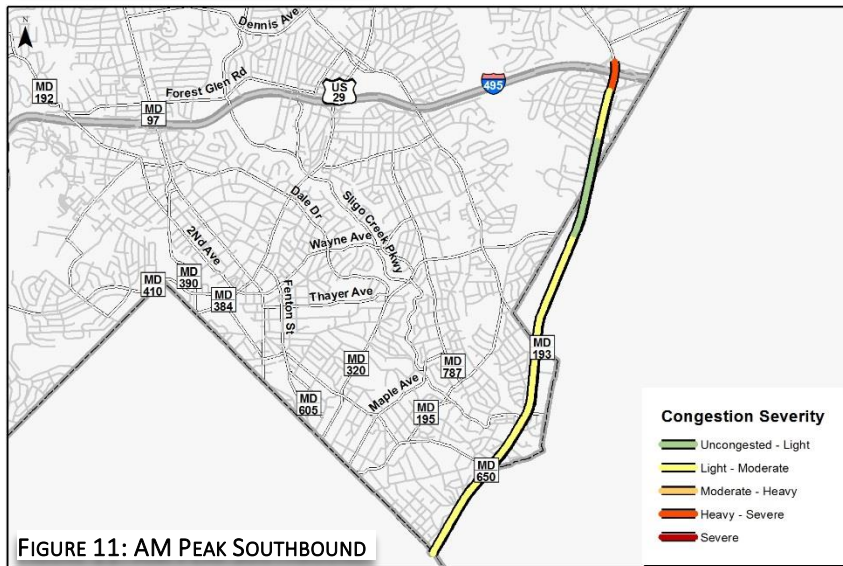 N
Dennis Ave
Forest Glen Rd
MD
192
MD
97
US
29
495
Dale Dr
Sligo Creek Pkwy
2Nd Ave
Wayne Ave
MD
410
MD
390
MD
384
Fenton St
Thayer Ave
MD
193
MD
320
MD
787
Maple Ave
MD
605
MD
195
MD
650
Congestion Severity
Uncongested - Light
Light - Moderate
Moderate - Heavy
Heavy - Severe
Severe
FIGURE 11: AM PEAK SOUTHBOUND